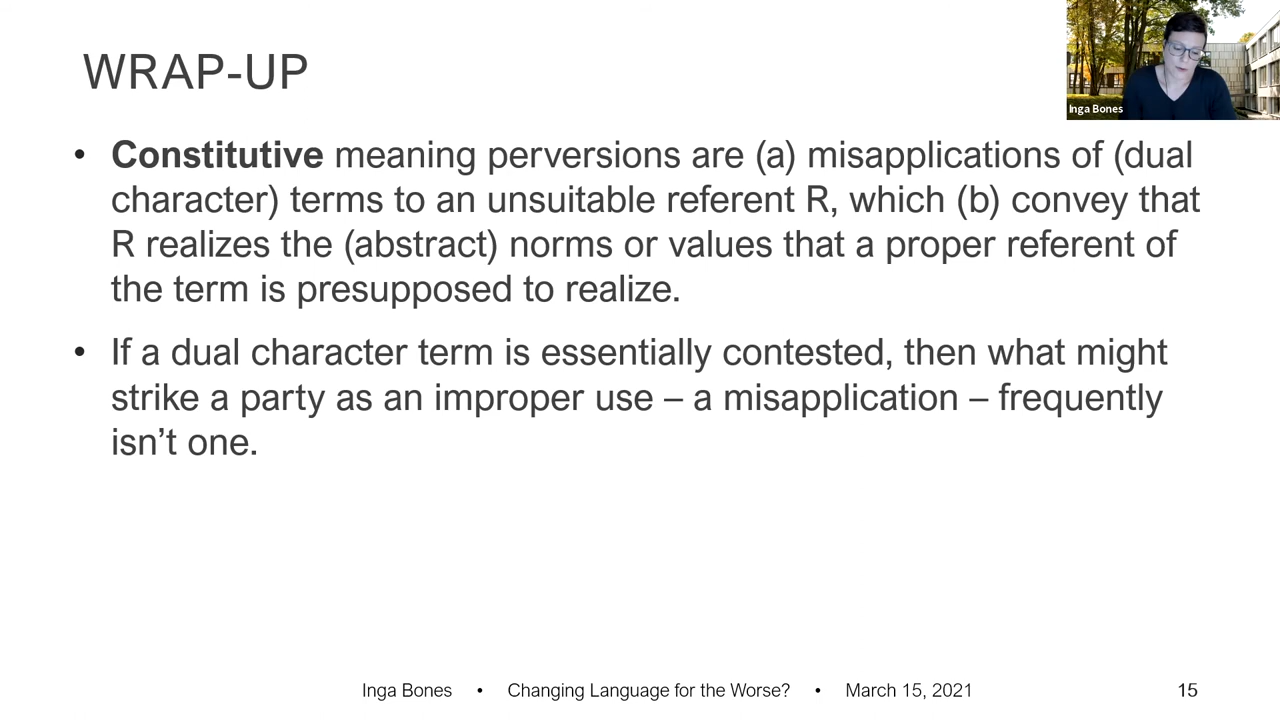 WRAP-UP
Inga Bones
• Constitutive meaning perversions are (a) misapplications of (dual
character) terms to an unsuitable referent R, which (b) convey that
R realizes the (abstract) norms or values that a proper referent of
the term is presupposed to realize.
• If a dual character term is essentially contested, then what might
strike a party as an improper use – a misapplication – frequently
isn’t one.
Inga Bones • Changing Language for the Worse? • March 15, 2021 15